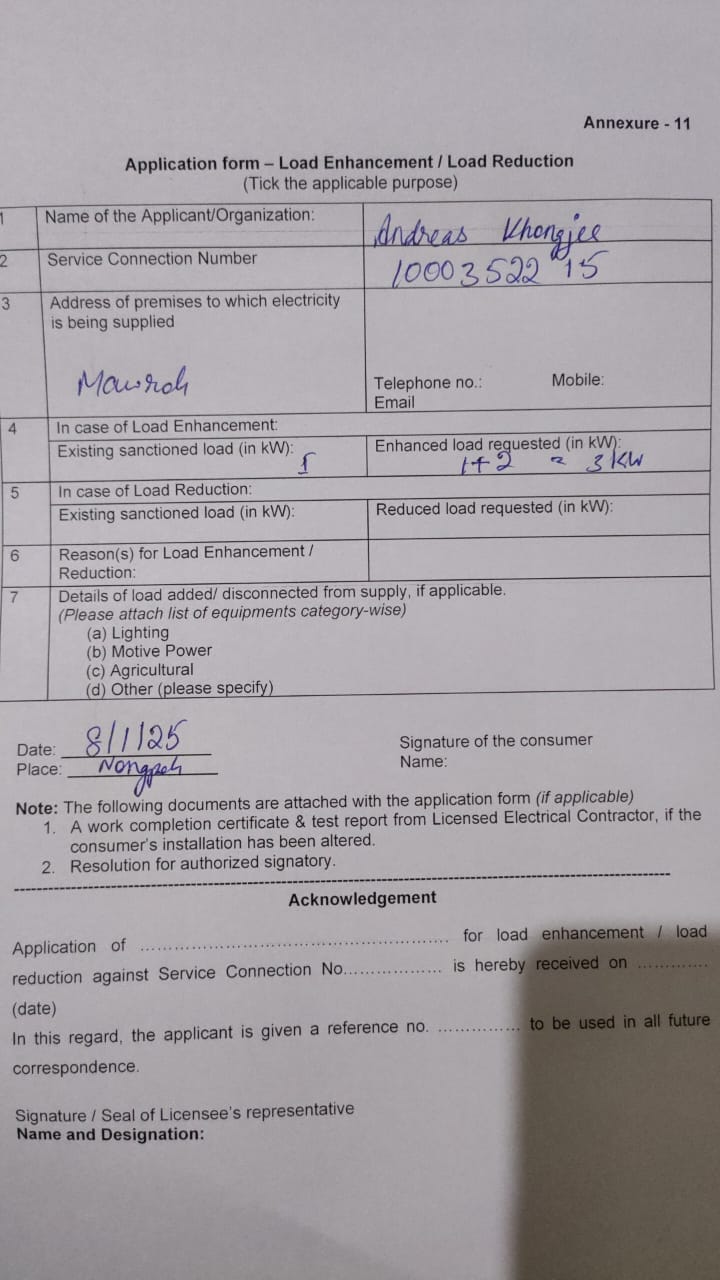 Annexure - 11
Application form – Load Enhancement / Load Reduction
(Tick the applicable purpose)
1 Name of the Applicant/Organization: Andreas Khongjee
2 Service Connection Number 1000352215
3 Address of premises to which electricity
is being supplied
Mawroh
Telephone no.: Mobile:
Email
4 In case of Load Enhancement:
Existing sanctioned load (in kW): 1 Enhanced load requested (in kW):
1+2 = 3 KW
5 In case of Load Reduction:
Existing sanctioned load (in kW): Reduced load requested (in kW):
6 Reason(s) for Load Enhancement /
Reduction:
7 Details of load added/ disconnected from supply, if applicable.
(Please attach list of equipments category-wise)
(a) Lighting
(b) Motive Power
(c) Agricultural
(d) Other (please specify)
Date: 8/1/25 Signature of the consumer
Place: Nongpoh Name:
Note: The following documents are attached with the application form (if applicable)
1. A work completion certificate & test report from Licensed Electrical Contractor, if the
consumer's installation has been altered.
2. Resolution for authorized signatory.
Acknowledgement
Application of .................................................... for load enhancement / load
reduction against Service Connection No.................. is hereby received on .............
(date)
In this regard, the applicant is given a reference no. ............... to be used in all future
correspondence.
Signature / Seal of Licensee's representative
Name and Designation: